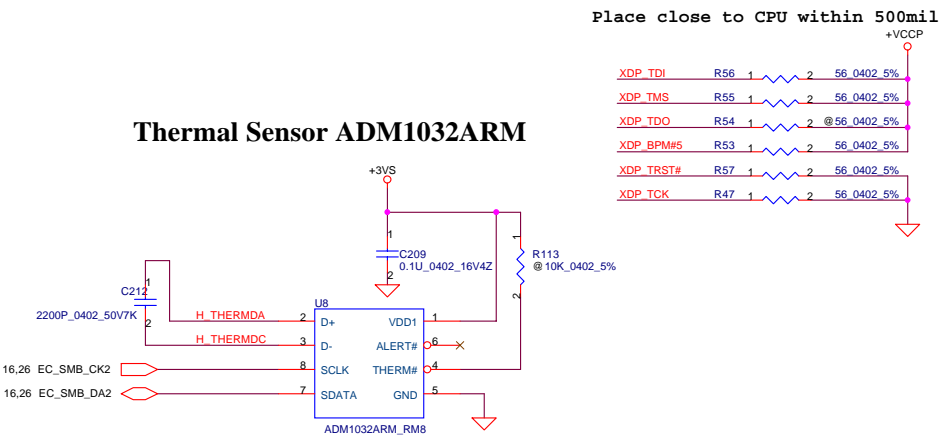 Place close to CPU within 500mil
+VCCP
XDP_TDI R56 1 2 56_0402_5%
XDP_TMS R55 1 2 56_0402_5%
XDP_TDO R54 1 2 @56_0402_5%
XDP_BPM#5 R53 1 2 56_0402_5%
XDP_TRST# R57 1 2 56_0402_5%
XDP_TCK R47 1 2 56_0402_5%
Thermal Sensor ADM1032ARM
+3VS
1
C209
0.1U_0402_16V4Z
2
1
R113
@10K_0402_5%
2
1
C212
2200P_0402_50V7K
2
U8
H_THERMDA 2 D+ VDD1 1
H_THERMDC 3 D- ALERT# 6
16,26 EC_SMB_CK2 8 SCLK THERM# 4
16,26 EC_SMB_DA2 7 SDATA GND 5
ADM1032ARM_RM8